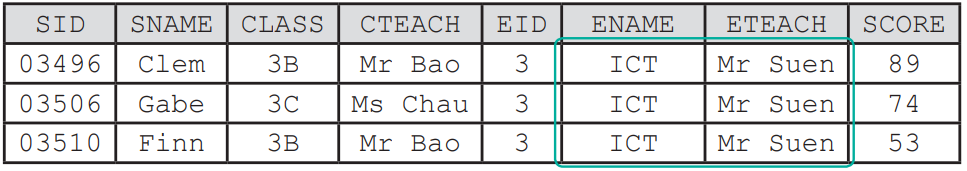 SID SNAME CLASS CTEACH EID ENAME ETEACH SCORE
03496 Clem 3B Mr Bao 3 ICT Mr Suen 89
03506 Gabe 3C Ms Chau 3 ICT Mr Suen 74
03510 Finn 3B Mr Bao 3 ICT Mr Suen 53